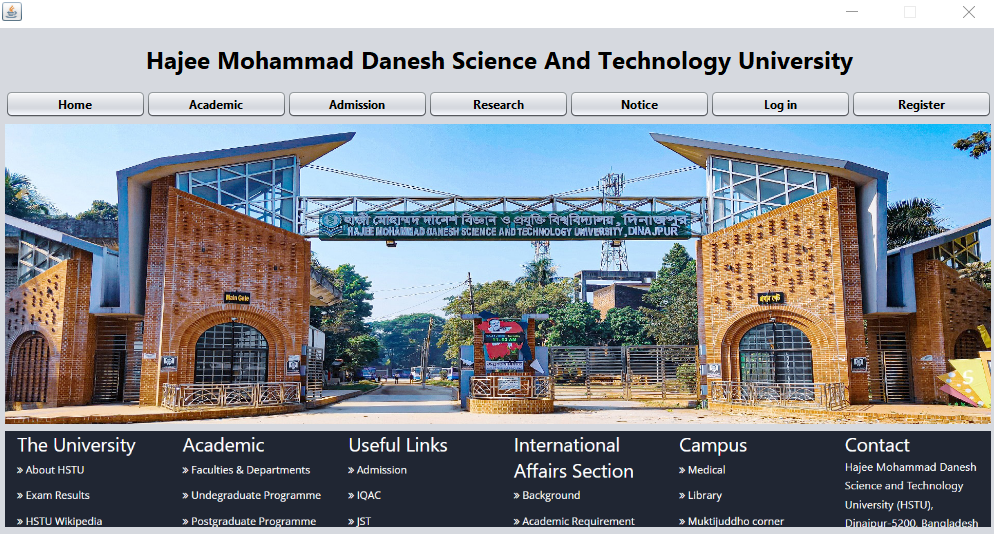 Hajee Mohammad Danesh Science And Technology University
Home
Academic
Admission
Research
Notice
Log in
Register
হাজী মোহাম্মদ দানেশ বিজ্ঞান ও প্রযুক্তি বিশ্ববিদ্যালয়, দিনাজপুর
HAJEE MOHAMMAD DANESH SCIENCE AND TECHNOLOGY UNIVERSITY, DINAJPUR
Main Gate
প্রধান গেট
S
The University
» About HSTU
» Exam Results
» HSTU Wikipedia
Academic
» Faculties & Departments
» Undegraduate Programme
» Postgraduate Programme
Useful Links
» Admission
» IQAC
» JST
International
Affairs Section
» Background
» Academic Requirement
Campus
» Medical
» Library
» Muktijuddho corner
Contact
Hajee Mohammad Danesh
Science and Technology
University (HSTU),
Dinajpur-5200, Bangladesh